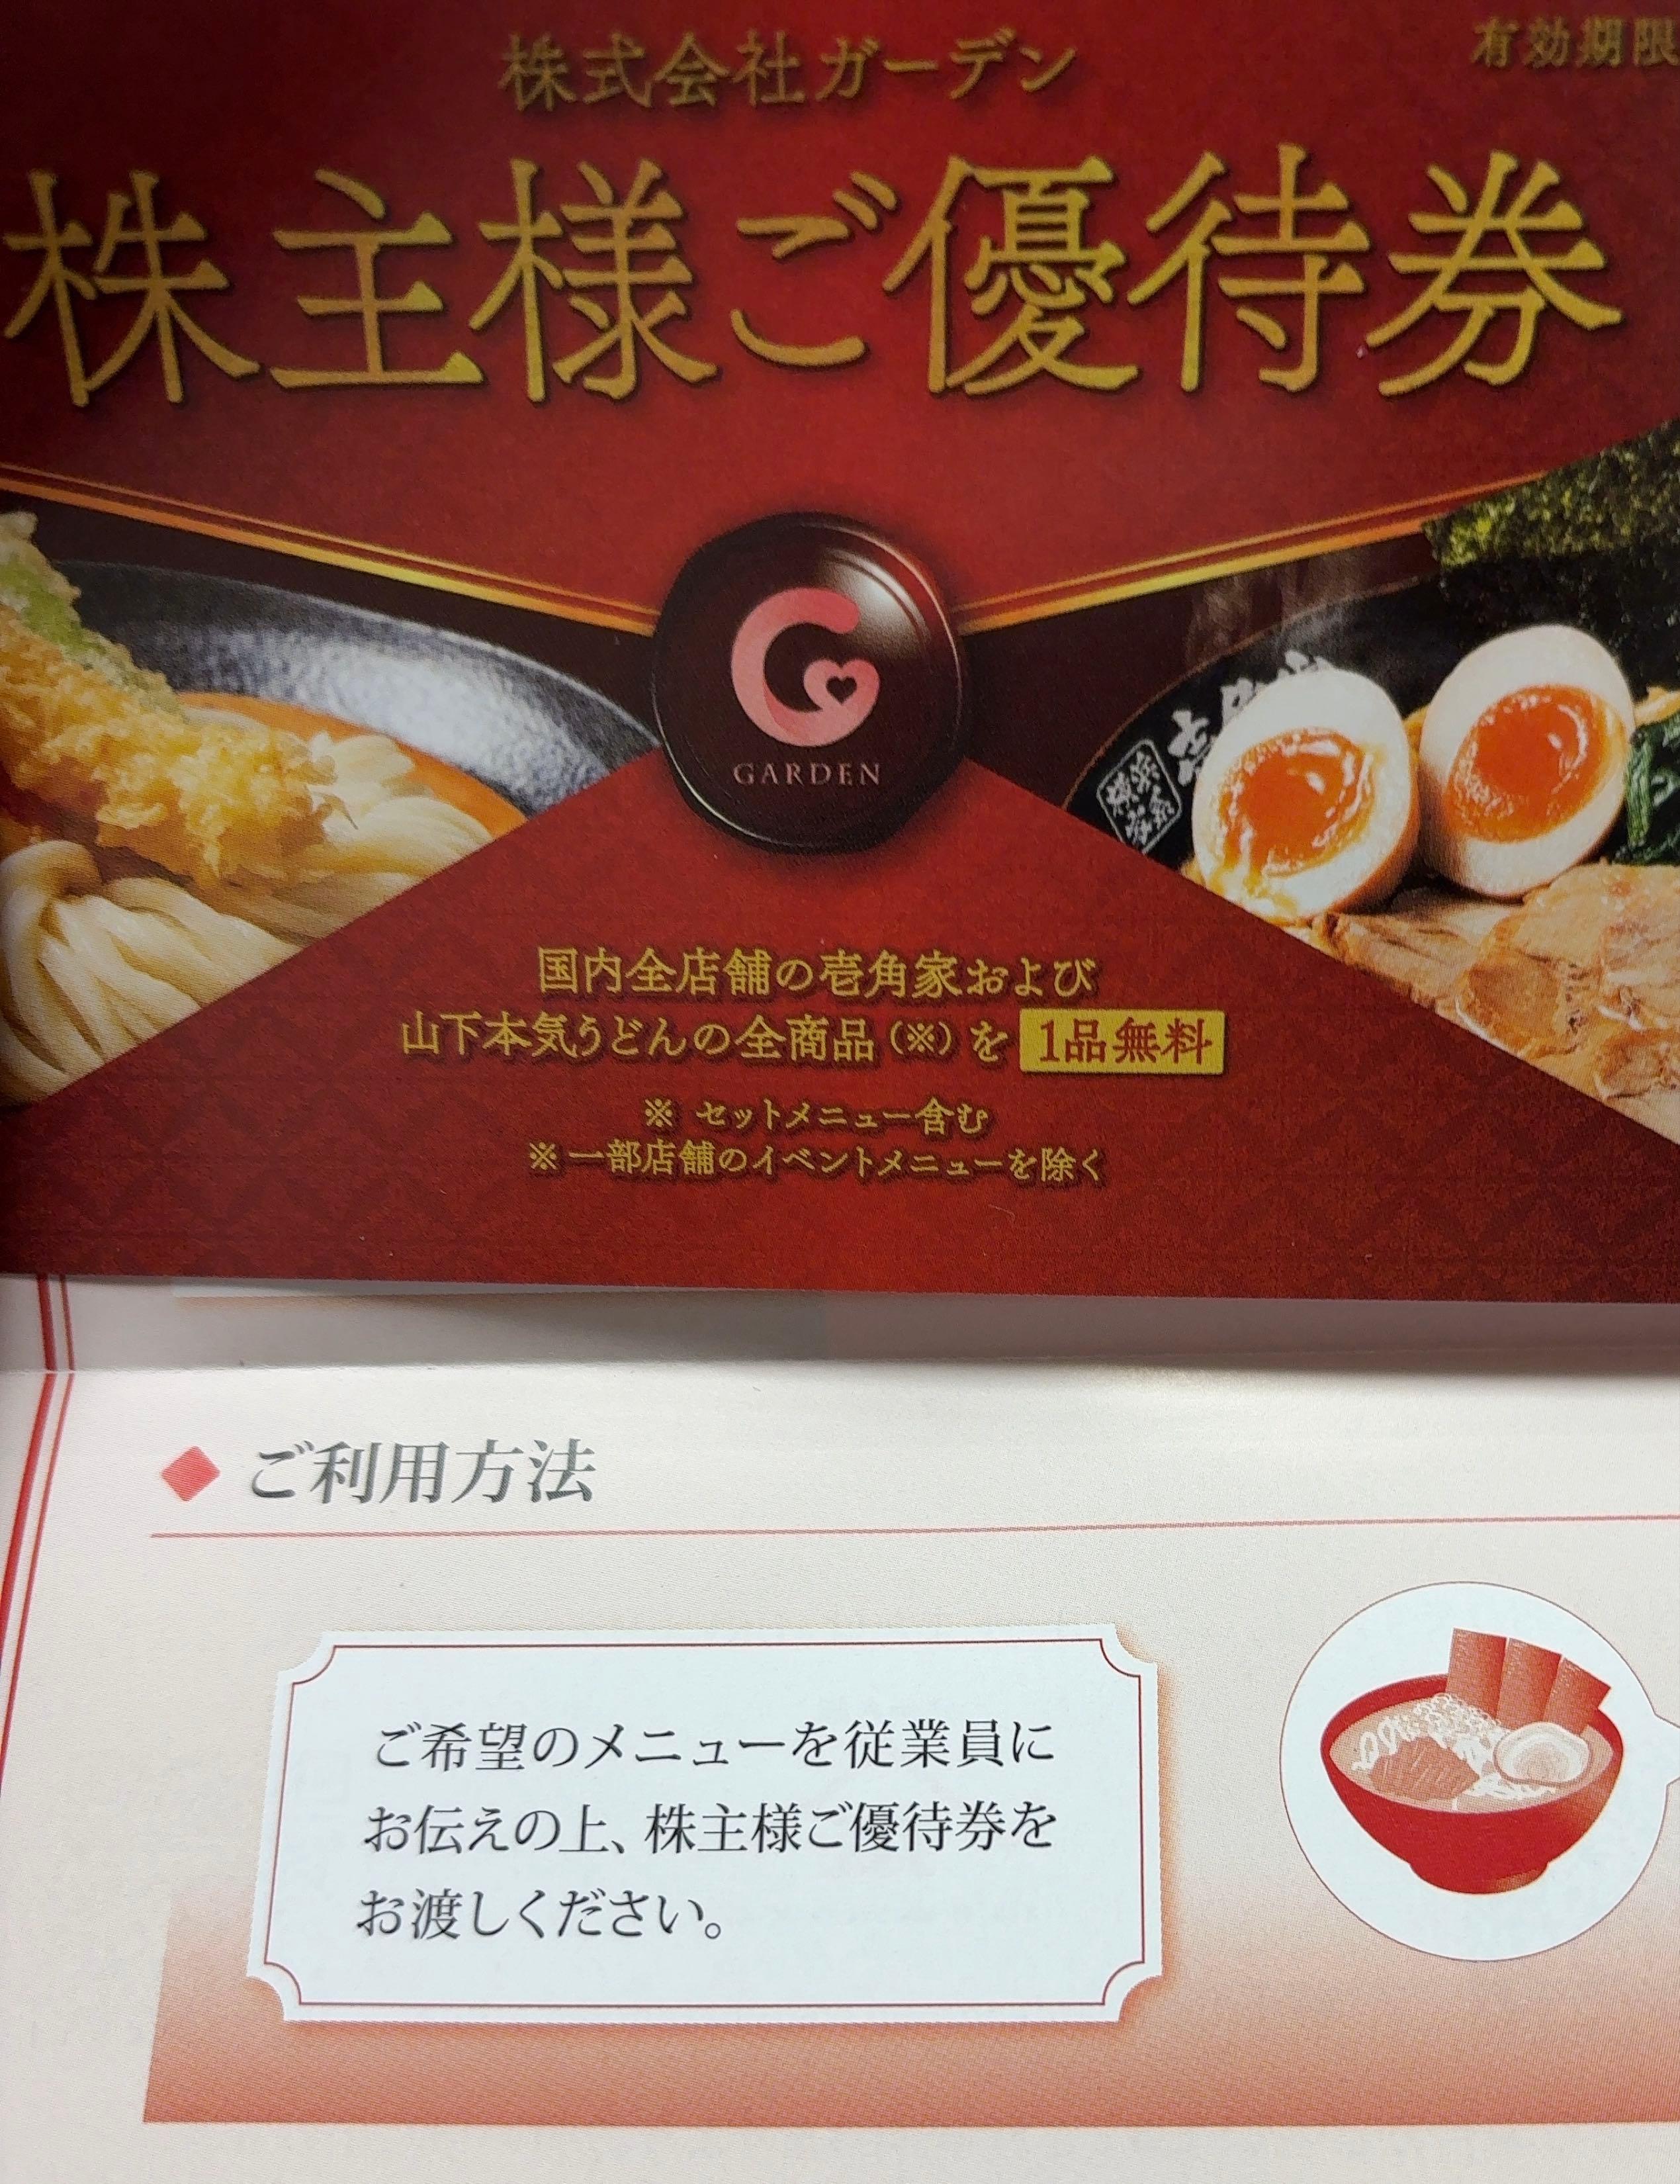 株式会社ガーデン
有効期限
株主様ご優待券
GARDEN
国内全店舗の壱角家および
山下本気うどんの全商品(※)を 1品無料
※ セットメニュー含む
※一部店舗のイベントメニューを除く
ご利用方法
ご希望のメニューを従業員に
お伝えの上、株主様ご優待券を
お渡しください。